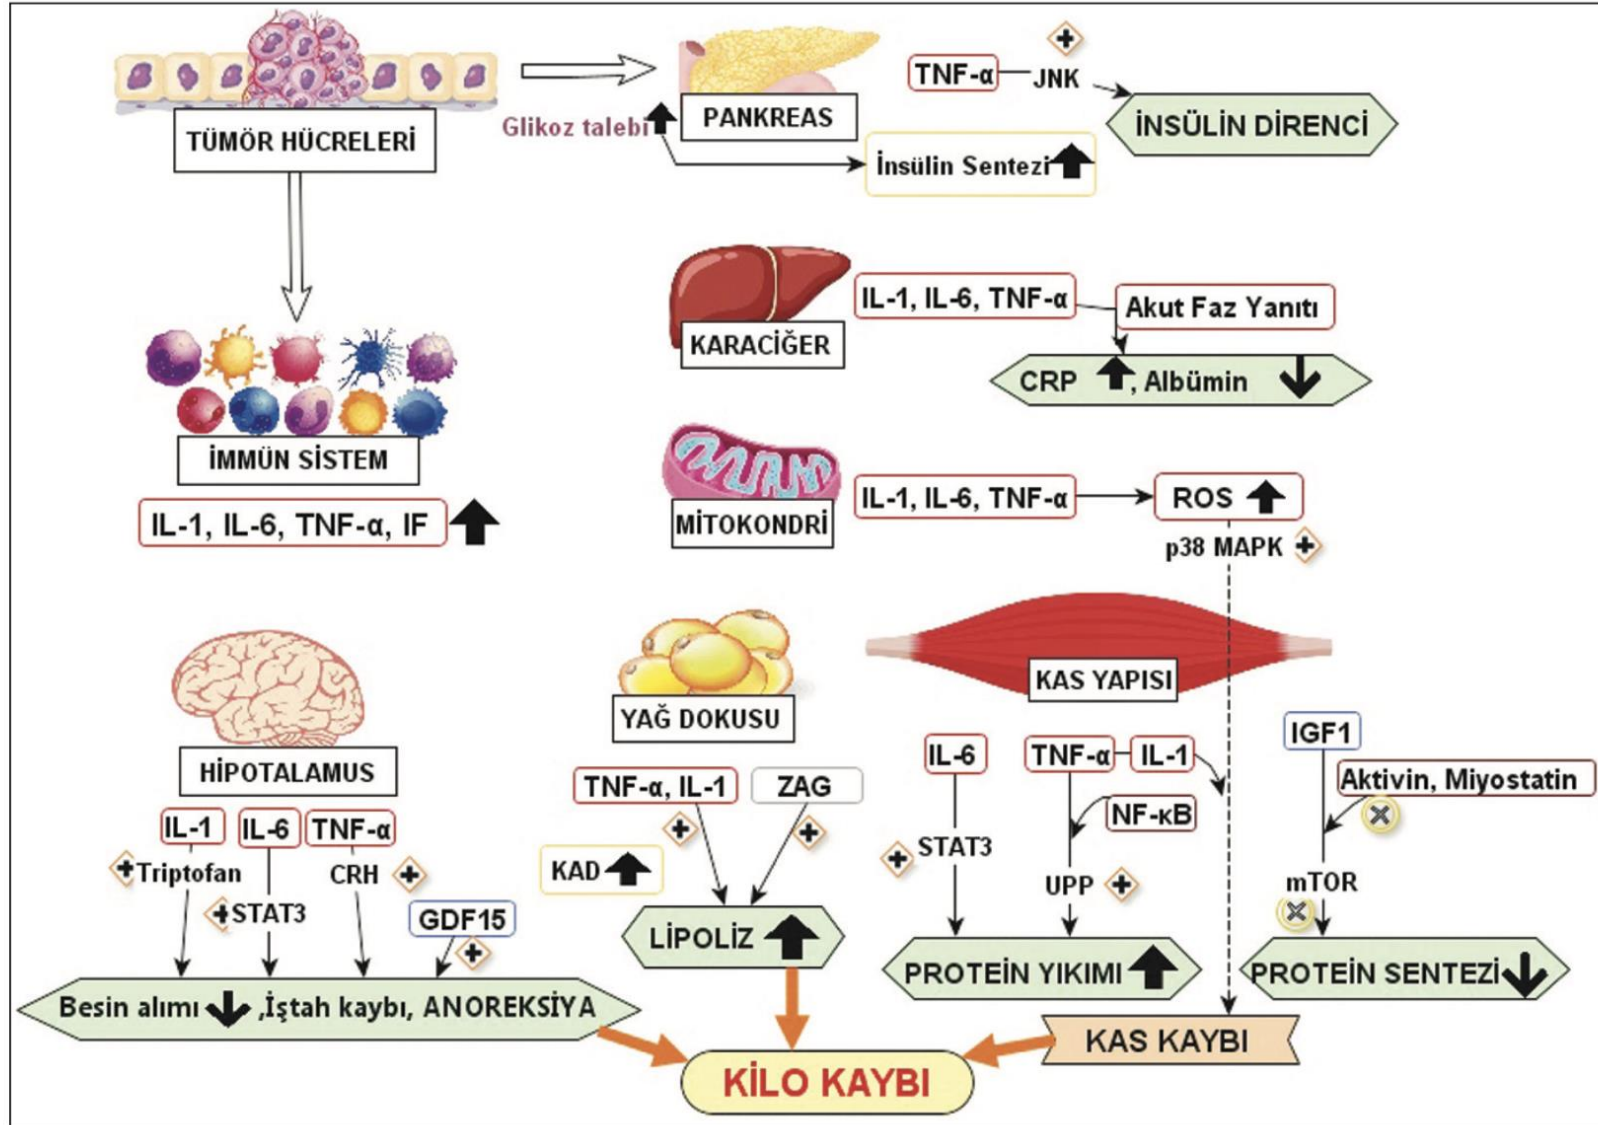 TÜMÖR HÜCRELERİ
Glikoz talebi
PANKREAS
TNF-α
JNK
İNSÜLİN DİRENCİ
İnsülin Sentezi
KARACİĞER
IL-1, IL-6, TNF-α
Akut Faz Yanıtı
CRP , Albümin
İMMÜN SİSTEM
IL-1, IL-6, TNF-α, IF
MİTOKONDRİ
IL-1, IL-6, TNF-α
ROS
p38 MAPK
HİPOTALAMUS
IL-1
IL-6
TNF-α
Triptofan
STAT3
CRH
GDF15
Besin alımı ,İştah kaybı, ANOREKSİYA
YAĞ DOKUSU
TNF-α, IL-1
ZAG
KAD
LİPOLİZ
KAS YAPISI
IL-6
STAT3
TNF-α
IL-1
NF-κB
UPP
PROTEİN YIKIMI
IGF1
Aktivin, Miyostatin
mTOR
PROTEİN SENTEZİ
KAS KAYBI
KİLO KAYBI